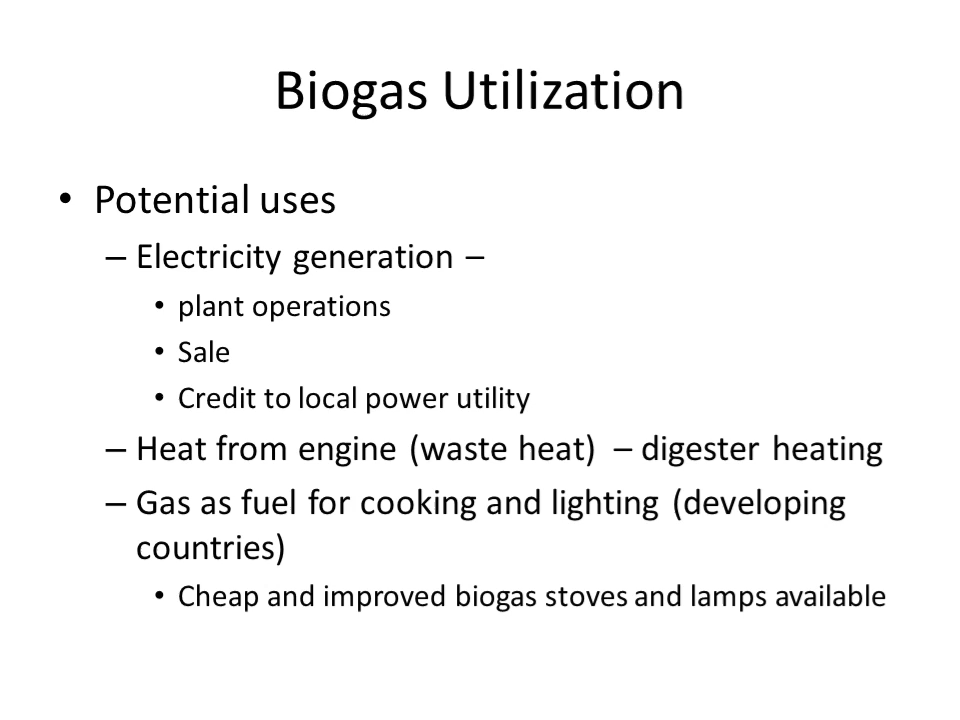 Biogas Utilization
• Potential uses
– Electricity generation –
• plant operations
• Sale
• Credit to local power utility
– Heat from engine (waste heat) – digester heating
– Gas as fuel for cooking and lighting (developing
countries)
• Cheap and improved biogas stoves and lamps available